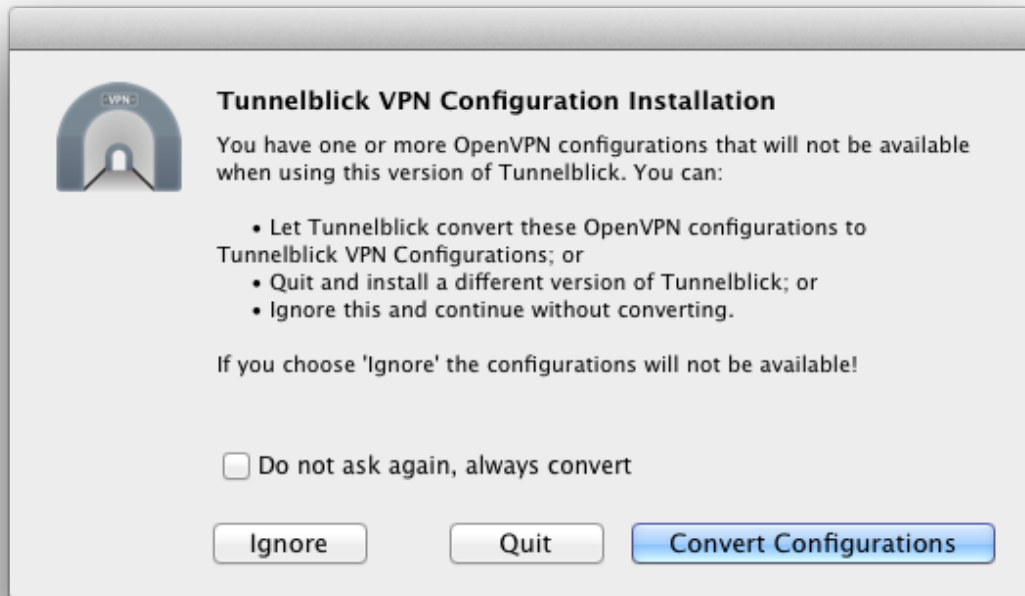 VPN
Tunnelblick VPN Configuration Installation
You have one or more OpenVPN configurations that will not be available
when using this version of Tunnelblick. You can:
• Let Tunnelblick convert these OpenVPN configurations to
Tunnelblick VPN Configurations; or
• Quit and install a different version of Tunnelblick; or
• Ignore this and continue without converting.
If you choose 'Ignore' the configurations will not be available!
Do not ask again, always convert
Ignore
Quit
Convert Configurations